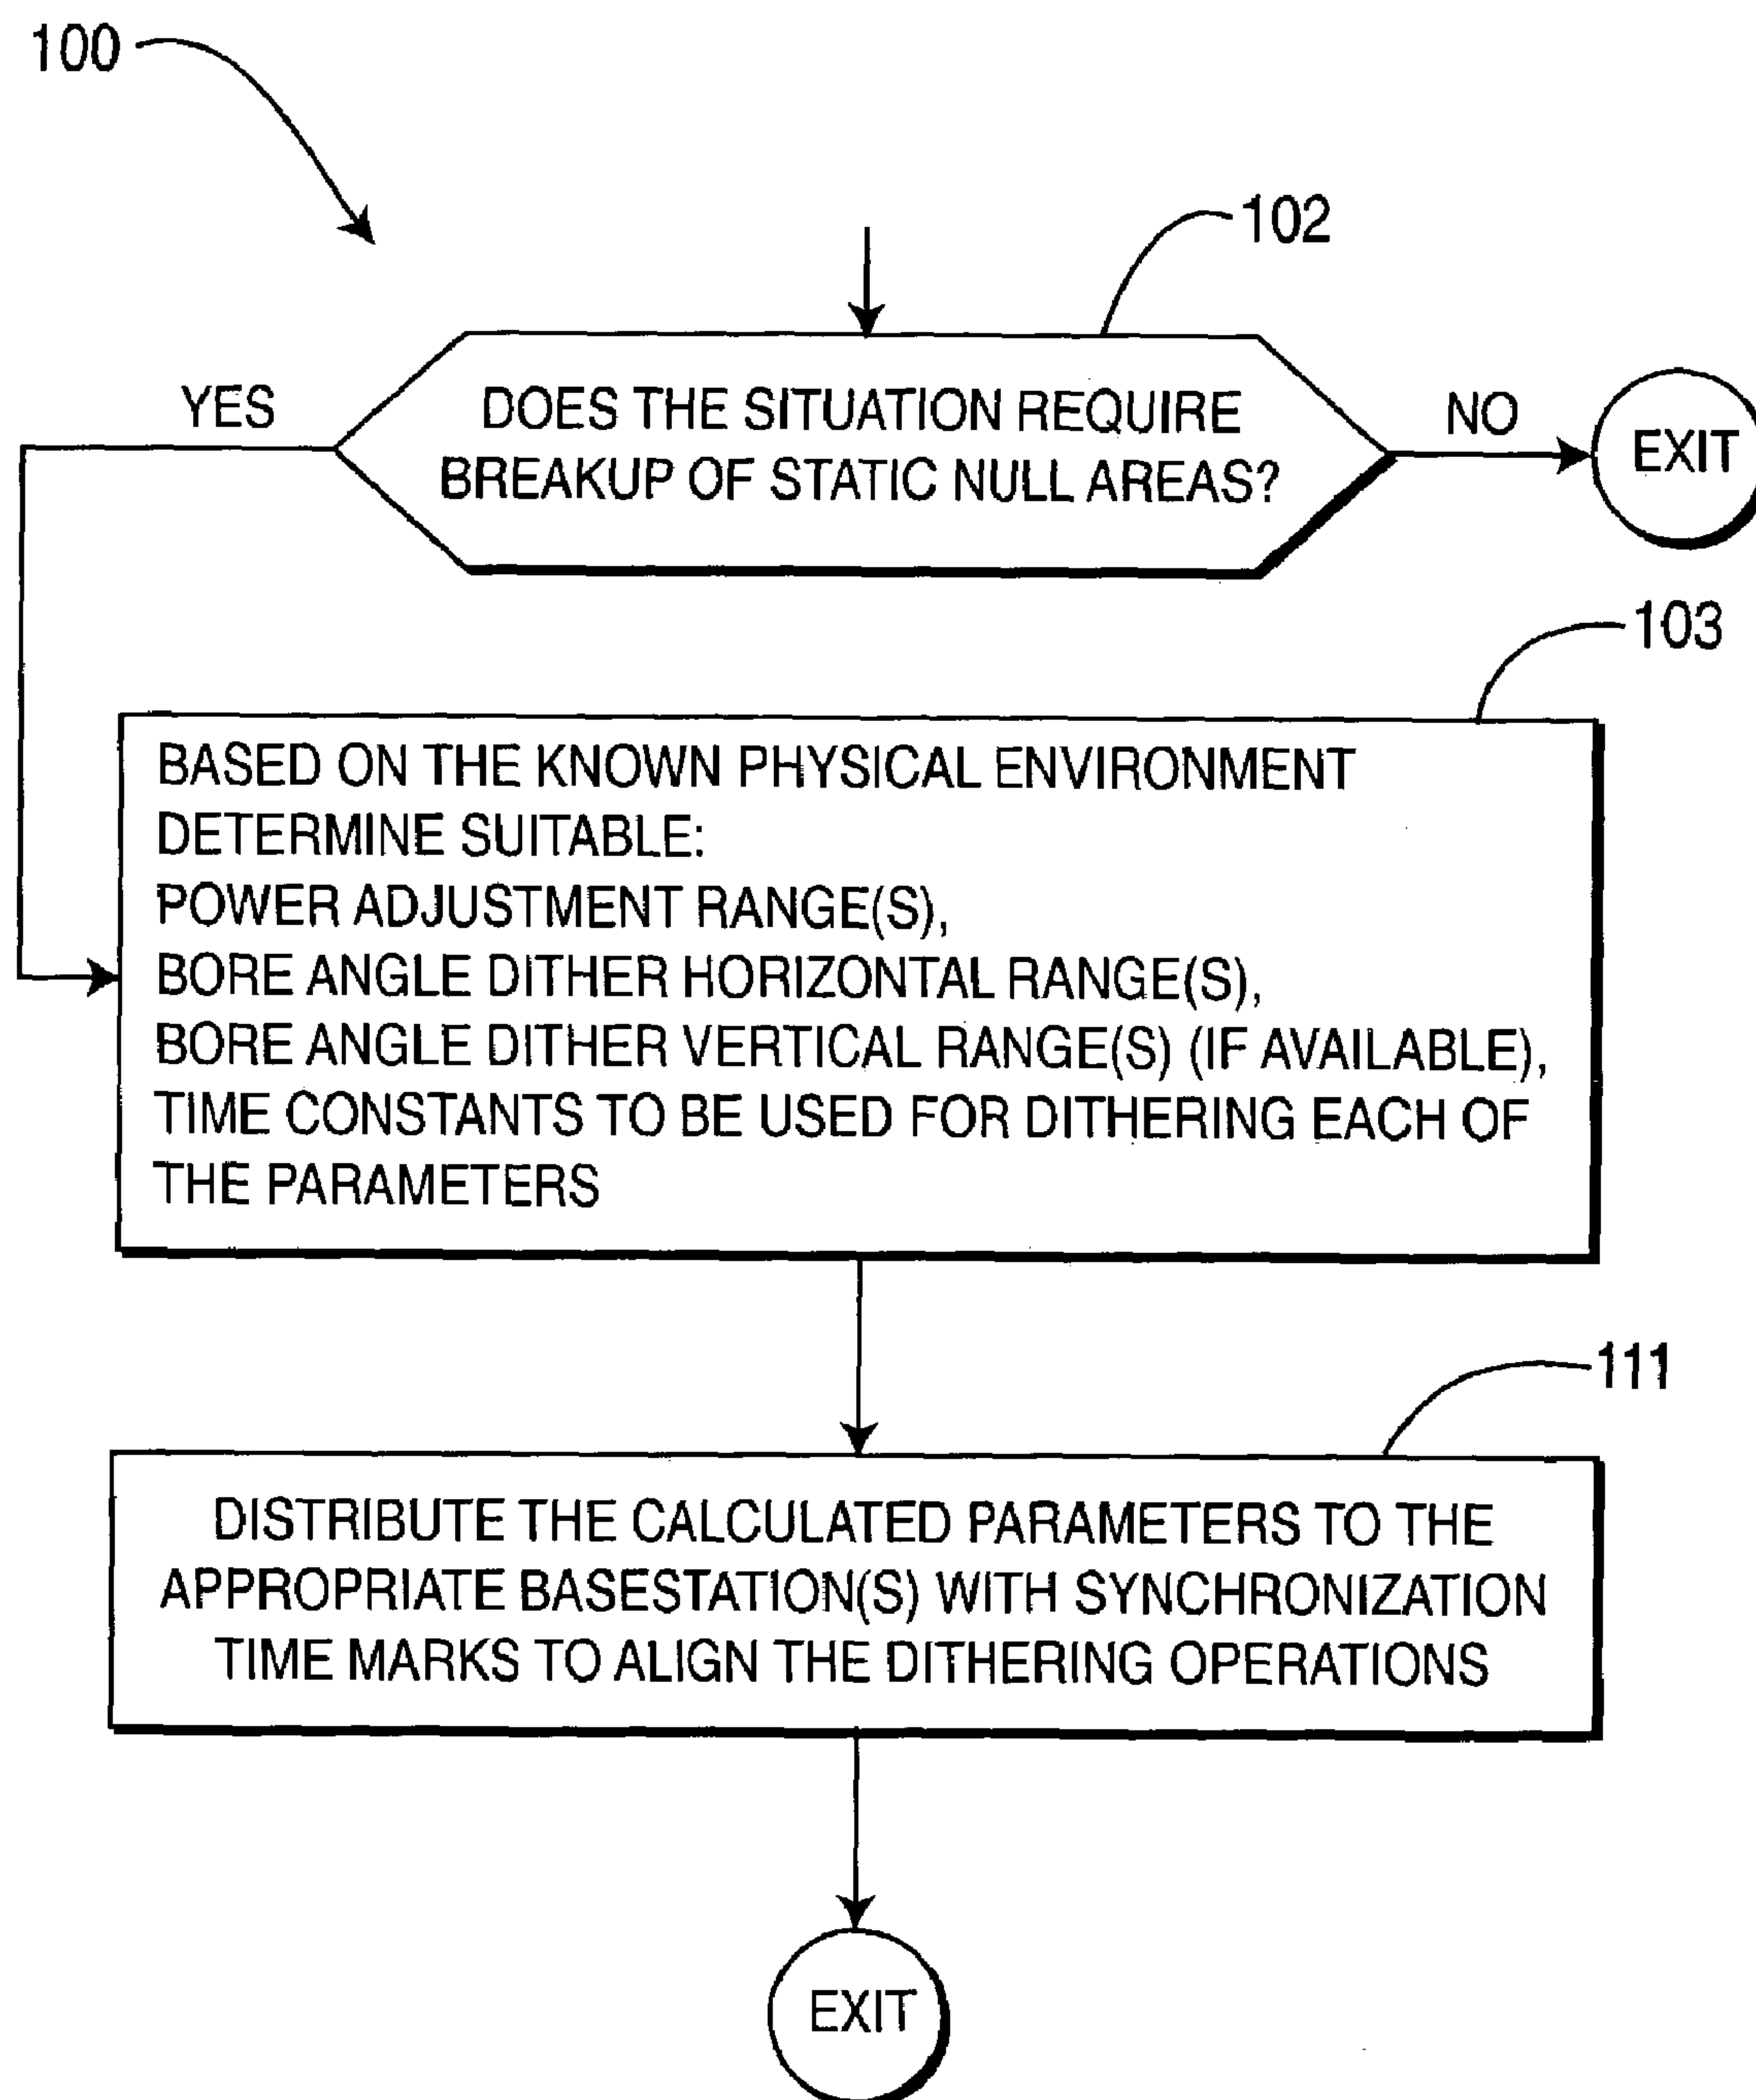 100
102
DOES THE SITUATION REQUIRE
BREAKUP OF STATIC NULL AREAS?
YES
NO
EXIT
103
BASED ON THE KNOWN PHYSICAL ENVIRONMENT
DETERMINE SUITABLE:
POWER ADJUSTMENT RANGE(S),
BORE ANGLE DITHER HORIZONTAL RANGE(S),
BORE ANGLE DITHER VERTICAL RANGE(S) (IF AVAILABLE),
TIME CONSTANTS TO BE USED FOR DITHERING EACH OF
THE PARAMETERS
111
DISTRIBUTE THE CALCULATED PARAMETERS TO THE
APPROPRIATE BASESTATION(S) WITH SYNCHRONIZATION
TIME MARKS TO ALIGN THE DITHERING OPERATIONS
EXIT